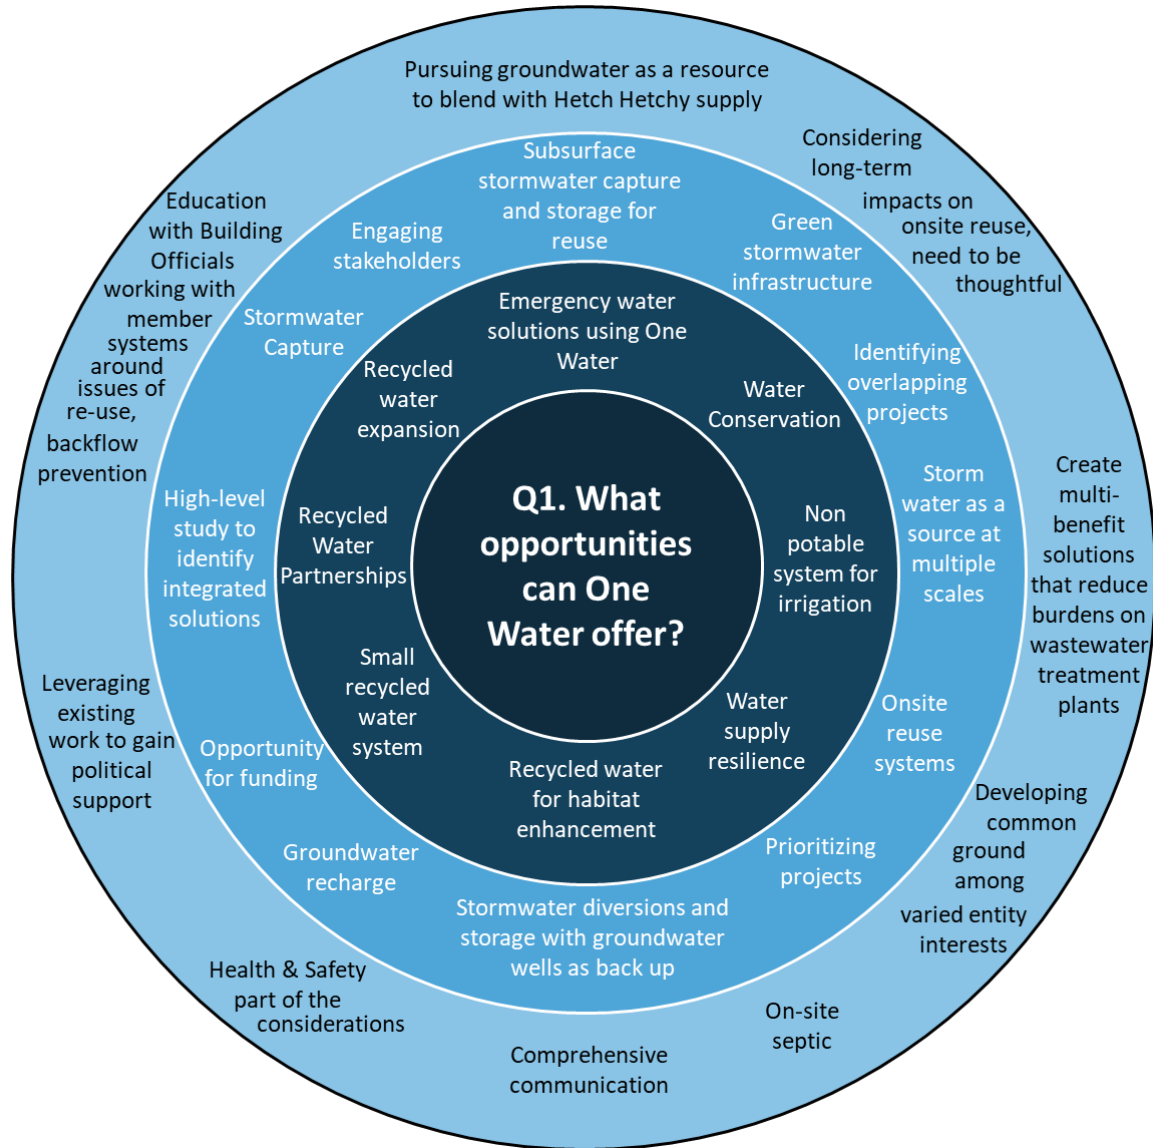 Pursuing groundwater as a resource
to blend with Hetch Hetchy supply
Considering
long-term
impacts on
onsite reuse,
need to be
thoughtful
Create
multi-
benefit
solutions
that reduce
burdens on
wastewater
treatment
plants
Developing
common
ground
among
varied entity
interests
On-site
septic
Comprehensive
communication
Health & Safety
part of the
considerations
Leveraging
existing
work to gain
political
support
Education
with Building
Officials
working with
member
systems
around
issues of
re-use,
backflow
prevention
Subsurface
stormwater capture
and storage for
reuse
Green
stormwater
infrastructure
Identifying
overlapping
projects
Storm
water as a
source at
multiple
scales
Onsite
reuse
systems
Prioritizing
projects
Stormwater diversions and
storage with groundwater
wells as back up
Groundwater
recharge
Opportunity
for funding
High-level
study to
identify
integrated
solutions
Stormwater
Capture
Engaging
stakeholders
Emergency water
solutions using One
Water
Water
Conservation
Non
potable
system for
irrigation
Water
supply
resilience
Recycled water
for habitat
enhancement
Small
recycled
water
system
Recycled
Water
Partnerships
Recycled
water
expansion
Q1. What
opportunities
can One
Water offer?